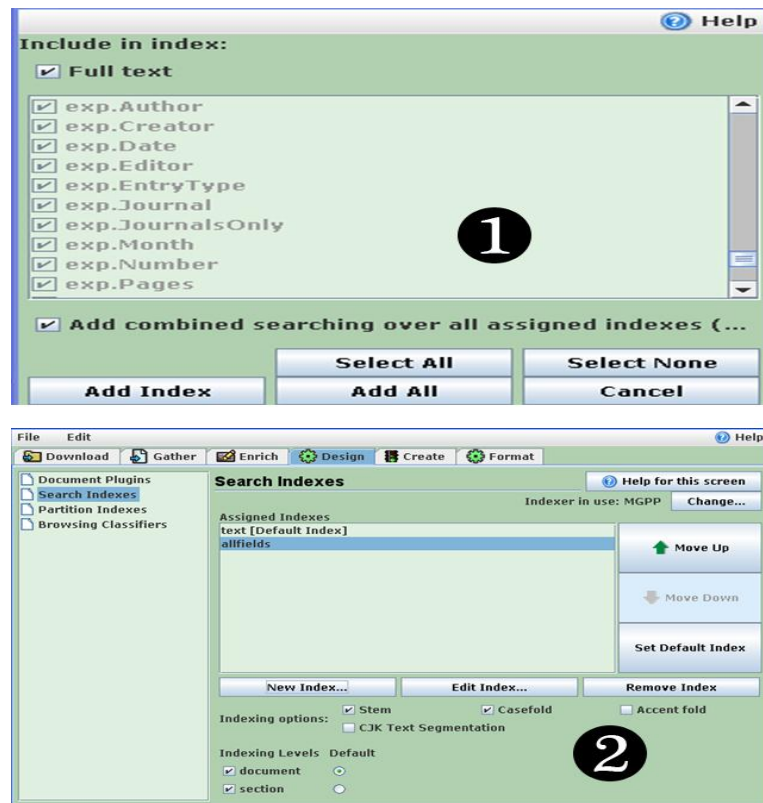 Help
Include in index:
Full text
exp.Author
exp.Creator
exp.Date
exp.Editor
exp.EntryType
exp.Journal
exp.JournalsOnly
exp.Month
exp.Number
exp.Pages
1
Add combined searching over all assigned indexes (...
Select All Select None
Add Index Add All Cancel
File Edit Help
Download Gather Enrich Design Create Format
Document Plugins
Search Indexes
Partition Indexes
Browsing Classifiers
Search Indexes Help for this screen
Indexer in use: MGPP Change...
Assigned Indexes
text [Default Index]
allfields
Move Up
Move Down
Set Default Index
New Index... Edit Index... Remove Index
Indexing options: Stem Casefold Accent fold
CJK Text Segmentation
2
Indexing Levels Default
document
section